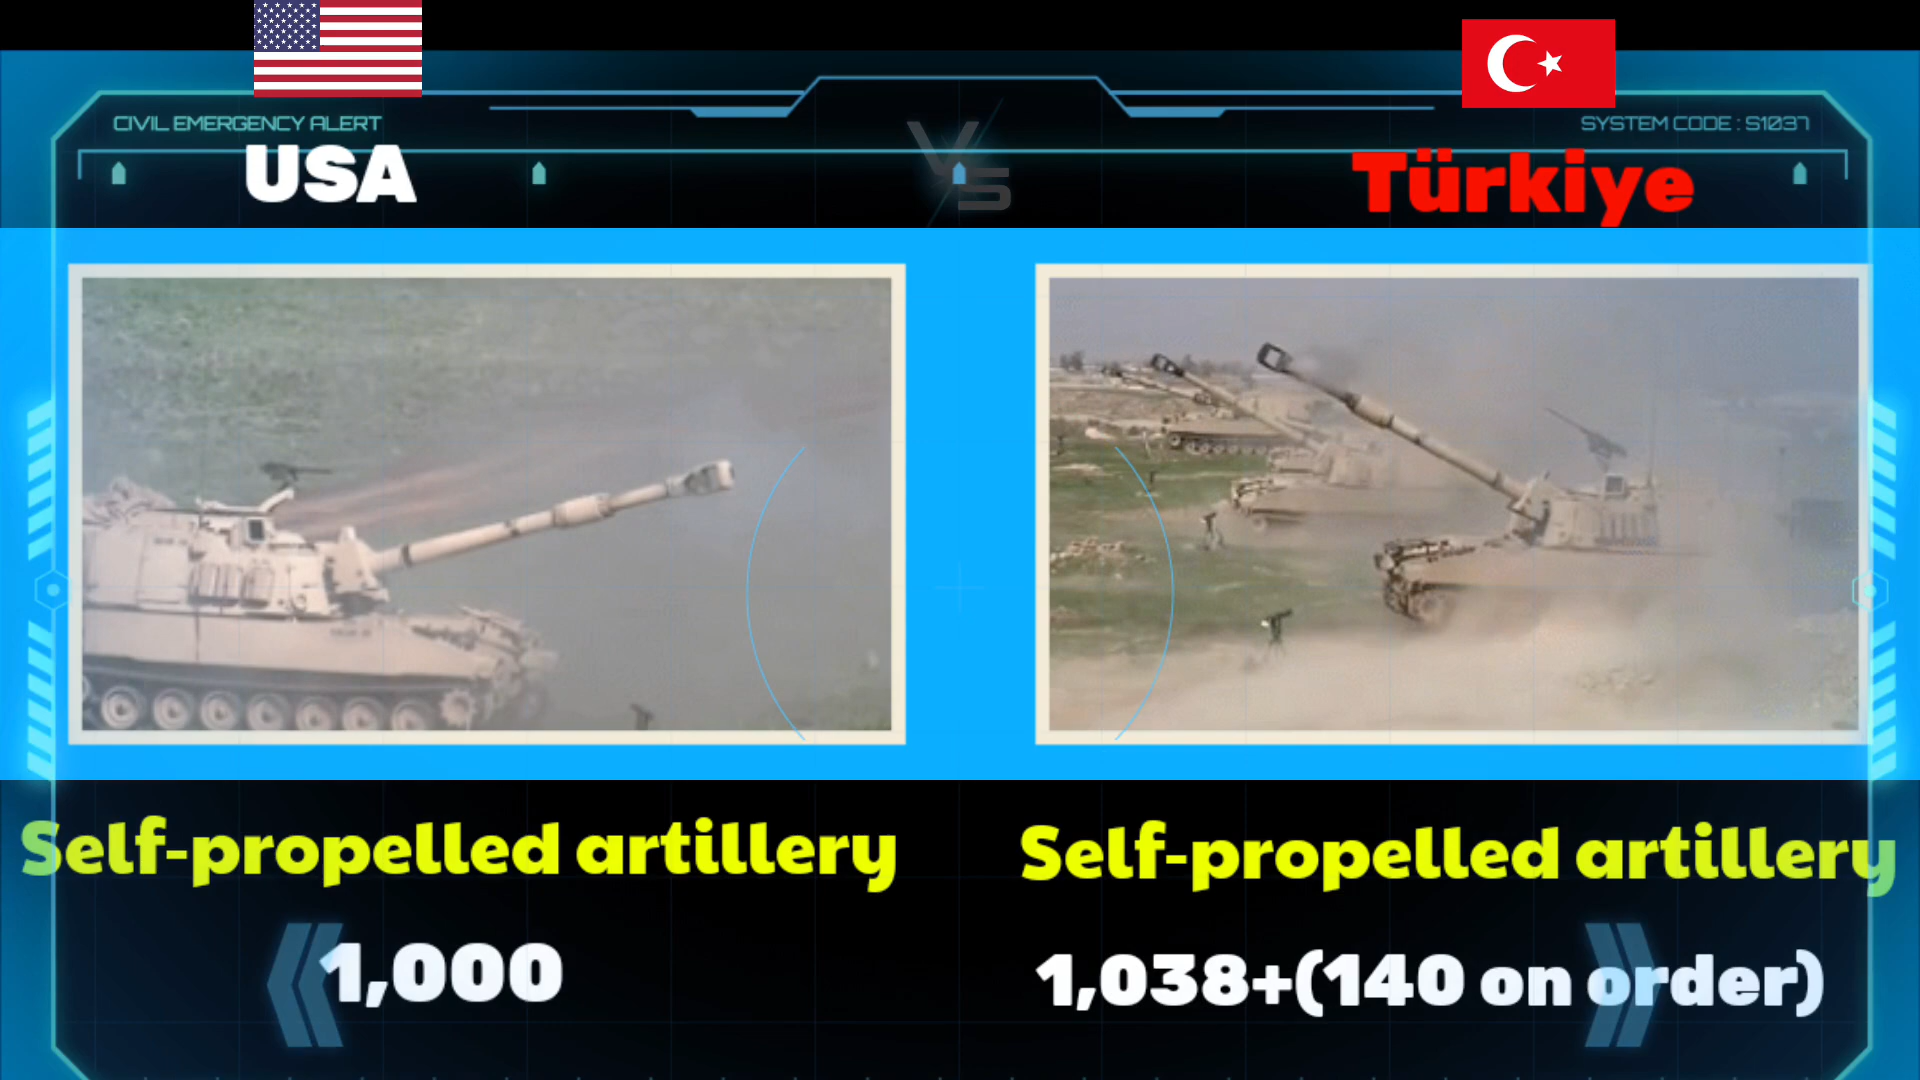 CIVIL EMERGENCY ALERT
SYSTEM CODE : S1037
VS
USA
Türkiye
Self-propelled artillery
Self-propelled artillery
1,000
1,038+(140 on order)